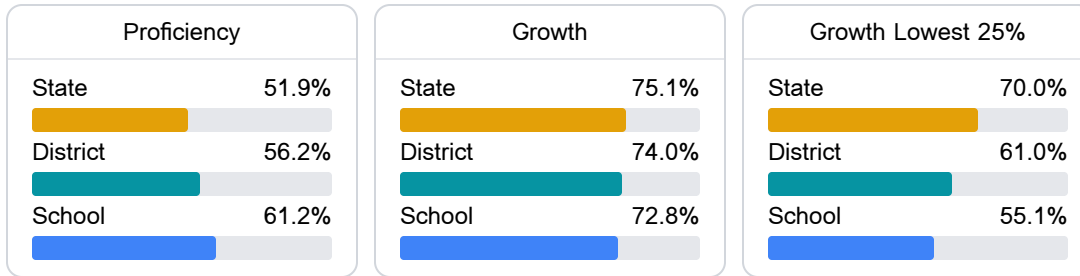 Proficiency
State 51.9%
District 56.2%
School 61.2%
Growth
State 75.1%
District 74.0%
School 72.8%
Growth Lowest 25%
State 70.0%
District 61.0%
School 55.1%